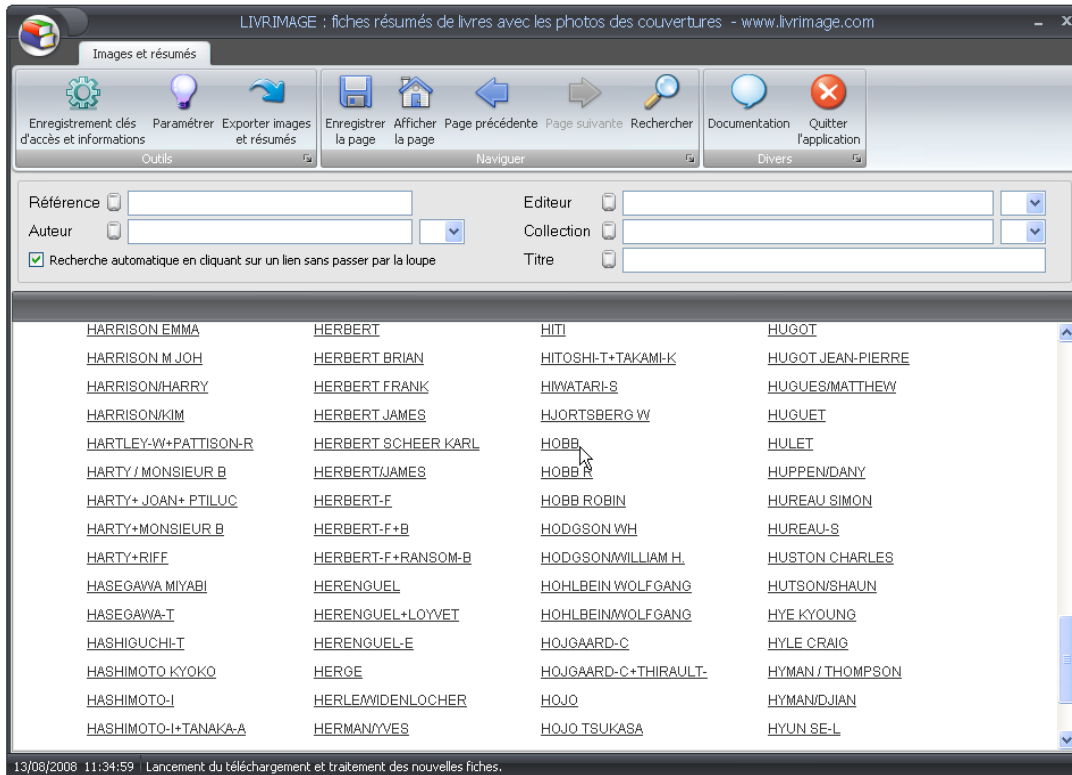 LIVRIMAGE : fiches résumés de livres avec les photos des couvertures - www.livrimage.com
Images et résumés
Enregistrement clés d'accès et informations
Paramétrer
Exporter images et résumés
Outils
Enregistrer la page
Afficher la page
Page précédente
Page suivante
Rechercher
Naviguer
Documentation
Quitter l'application
Divers
Référence
Editeur
Auteur
Collection
Recherche automatique en cliquant sur un lien sans passer par la loupe
Titre
HARRISON EMMA HERBERT HITI HUGOT
HARRISON M JOH HERBERT BRIAN HITOSHI-T+TAKAMI-K HUGOT JEAN-PIERRE
HARRISON/HARRY HERBERT FRANK HIWATARI-S HUGUES/MATTHEW
HARRISON/KIM HERBERT JAMES HJORTSBERG W HUGUET
HARTLEY-W+PATTISON-R HERBERT SCHEER KARL HOBB HULET
HARTY / MONSIEUR B HERBERT/JAMES HOBB R HUPPEN/DANY
HARTY+ JOAN+ PTILUC HERBERT-F HOBB ROBIN HUREAU SIMON
HARTY+MONSIEUR B HERBERT-F+B HODGSON WH HUREAU-S
HARTY+RIFF HERBERT-F+RANSOM-B HODGSON/WILLIAM H. HUSTON CHARLES
HASEGAWA MIYABI HERENGUEL HOHLBEIN WOLFGANG HUTSON/SHAUN
HASEGAWA-T HERENGUEL+LOYVET HOHLBEIN/WOLFGANG HYE KYOUNG
HASHIGUCHI-T HERENGUEL-E HOJGAARD-C HYLE CRAIG
HASHIMOTO KYOKO HERGE HOJGAARD-C+THIRAULT- HYMAN / THOMPSON
HASHIMOTO-I HERLE/WIDENLOCHER HOJO HYMAN/DJIAN
HASHIMOTO-I+TANAKA-A HERMAN/YVES HOJO TSUKASA HYUN SE-L
13/08/2008 11:34:59 Lancement du téléchargement et traitement des nouvelles fiches.